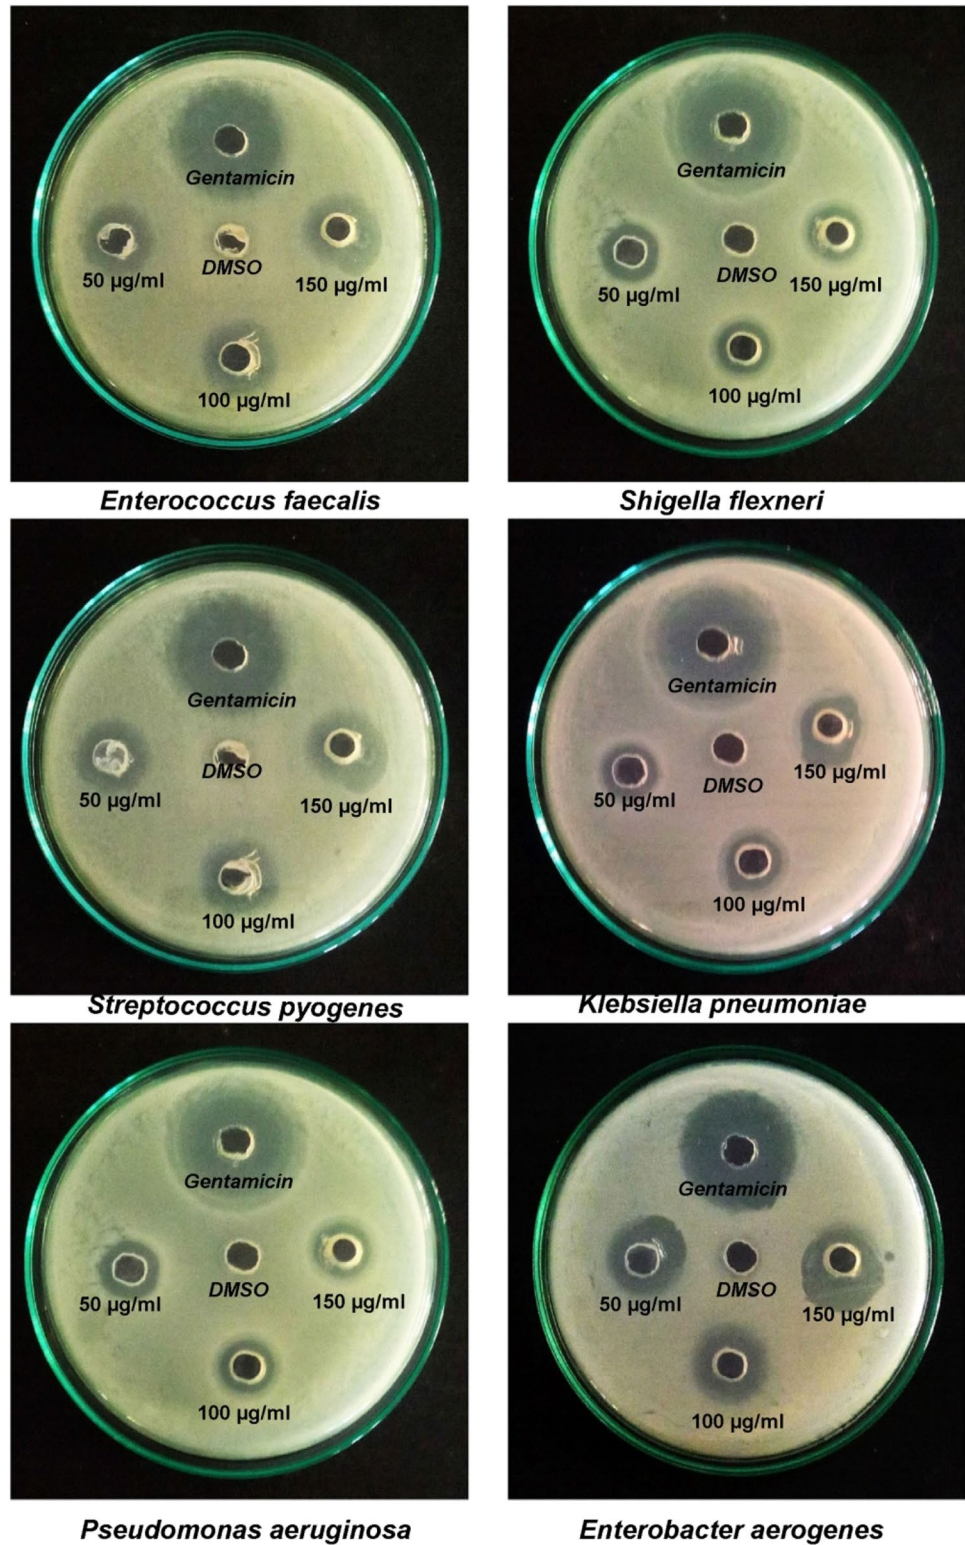 Gentamicin
50 µg/ml
DMSO
150 µg/ml
100 µg/ml
Enterococcus faecalis
Gentamicin
50 µg/ml
DMSO
150 µg/ml
100 µg/ml
Shigella flexneri
Gentamicin
50 µg/ml
DMSO
150 µg/ml
100 µg/ml
Streptococcus pyogenes
Gentamicin
50 µg/ml
DMSO
150 µg/ml
100 µg/ml
Klebsiella pneumoniae
Gentamicin
50 µg/ml
DMSO
150 µg/ml
100 µg/ml
Pseudomonas aeruginosa
Gentamicin
50 µg/ml
DMSO
150 µg/ml
100 µg/ml
Enterobacter aerogenes